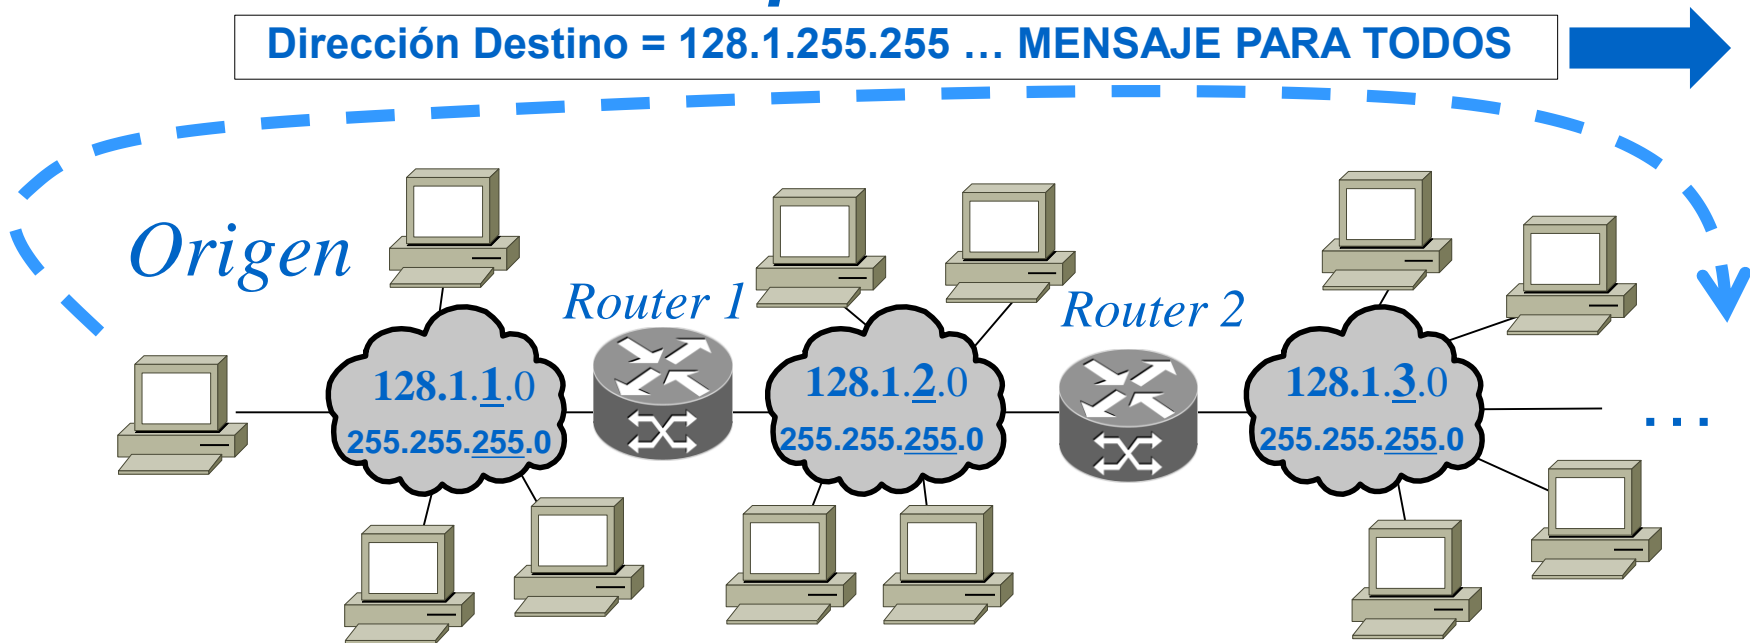 Dirección Destino = 128.1.255.255 … MENSAJE PARA TODOS
Origen
Router 1
Router 2
128.1.1.0
255.255.255.0
128.1.2.0
255.255.255.0
128.1.3.0
255.255.255.0
...